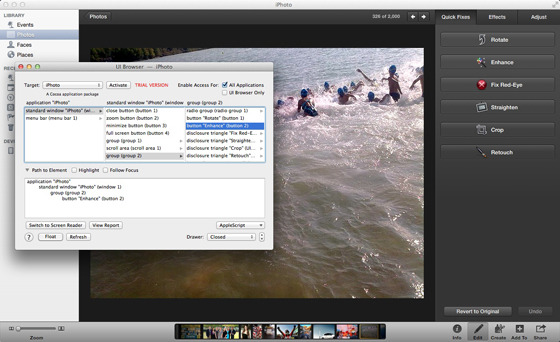 iPhoto
LIBRARY
Events
Photos
Faces
Places
Photos
326 of 2,000
Quick Fixes
Effects
Adjust
Rotate
Enhance
Fix Red-Eye
Straighten
Crop
Retouch
Revert to Original
Undo
Zoom
Info
Edit
Create
Add To
Share
UI Browser — iPhoto
Target:
iPhoto
Activate
TRIAL VERSION
Enable Access For:
All Applications
A Cocoa application package
UI Browser Only
application "iPhoto"
standard window "iPhoto" (window
group (group 2)
standard window "iPhoto" (wi...
menu bar (menu bar 1)
close button (button 1)
zoom button (button 2)
minimize button (button 3)
full screen button (button 4)
group (group 1)
scroll area (scroll area 1)
group (group 2)
radio group (radio group 1)
button "Rotate" (button 1)
button "Enhance" (button 2)
disclosure triangle "Fix Red-E...
disclosure triangle "Straighte...
disclosure triangle "Crop" (UI...
disclosure triangle "Retouch"...
Path to Element
Highlight
Follow Focus
application "iPhoto"
standard window "iPhoto" (window 1)
group (group 2)
button "Enhance" (button 2)
Switch to Screen Reader
View Report
AppleScript
?
Float
Refresh
Drawer:
Closed